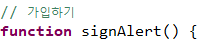 // 가입하기
function signAlert() {